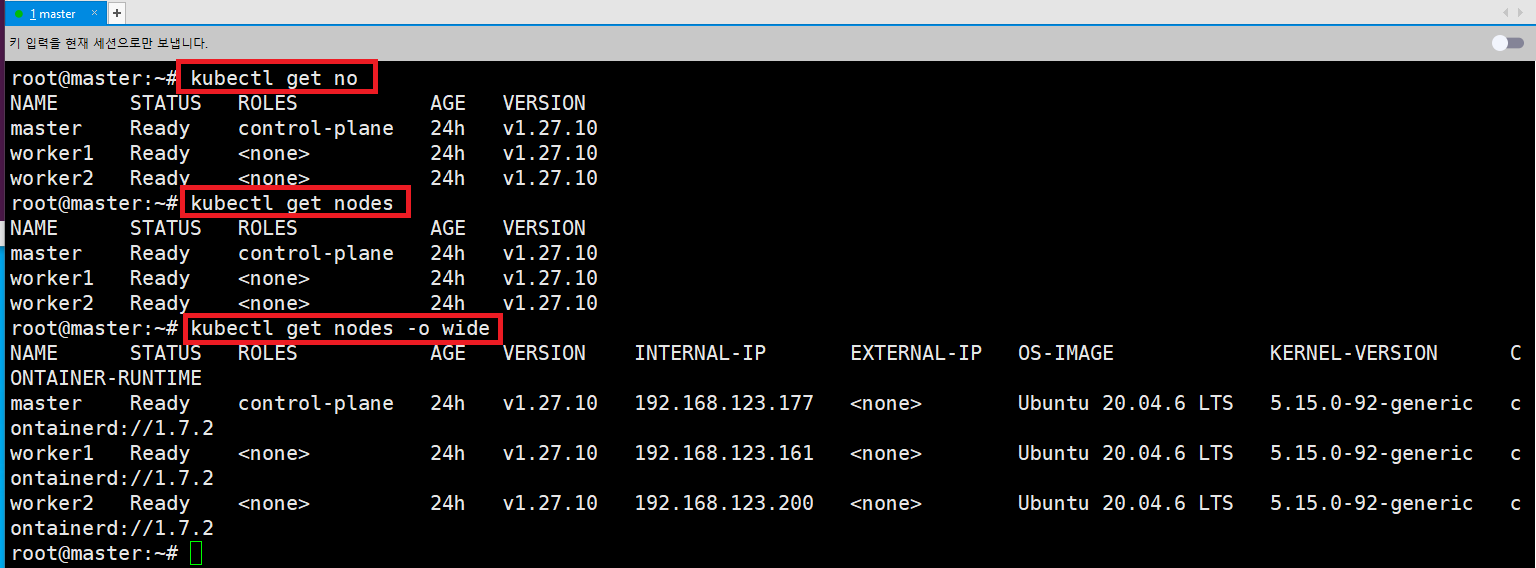 1 master × +
키 입력을 현재 세션으로만 보냅니다.
root@master:~# kubectl get no
NAME      STATUS   ROLES           AGE   VERSION
master    Ready    control-plane   24h   v1.27.10
worker1   Ready    <none>          24h   v1.27.10
worker2   Ready    <none>          24h   v1.27.10
root@master:~# kubectl get nodes
NAME      STATUS   ROLES           AGE   VERSION
master    Ready    control-plane   24h   v1.27.10
worker1   Ready    <none>          24h   v1.27.10
worker2   Ready    <none>          24h   v1.27.10
root@master:~# kubectl get nodes -o wide
NAME      STATUS   ROLES           AGE   VERSION    INTERNAL-IP       EXTERNAL-IP   OS-IMAGE             KERNEL-VERSION      C
ONTAINER-RUNTIME
master    Ready    control-plane   24h   v1.27.10   192.168.123.177   <none>        Ubuntu 20.04.6 LTS   5.15.0-92-generic   c
ontainerd://1.7.2
worker1   Ready    <none>          24h   v1.27.10   192.168.123.161   <none>        Ubuntu 20.04.6 LTS   5.15.0-92-generic   c
ontainerd://1.7.2
worker2   Ready    <none>          24h   v1.27.10   192.168.123.200   <none>        Ubuntu 20.04.6 LTS   5.15.0-92-generic   c
ontainerd://1.7.2
root@master:~#